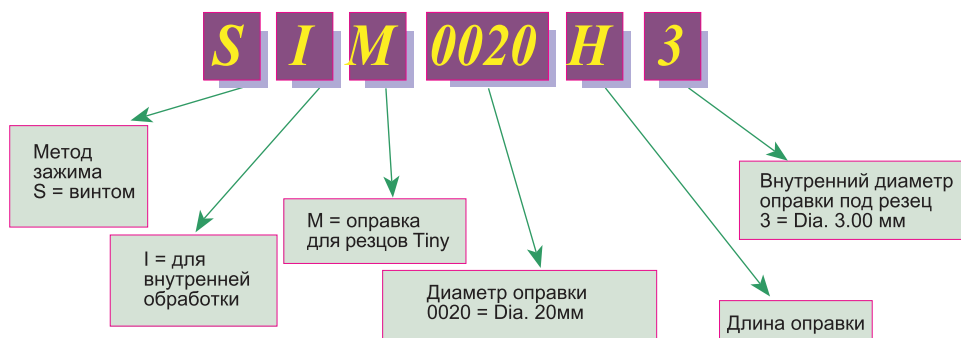 S I M 0020 H 3
Метод
зажима
S = винтом
I = для
внутренней
обработки
M = оправка
для резцов Tiny
Диаметр оправки
0020 = Dia. 20мм
Длина оправки
Внутренний диаметр
оправки под резец
3 = Dia. 3.00 мм